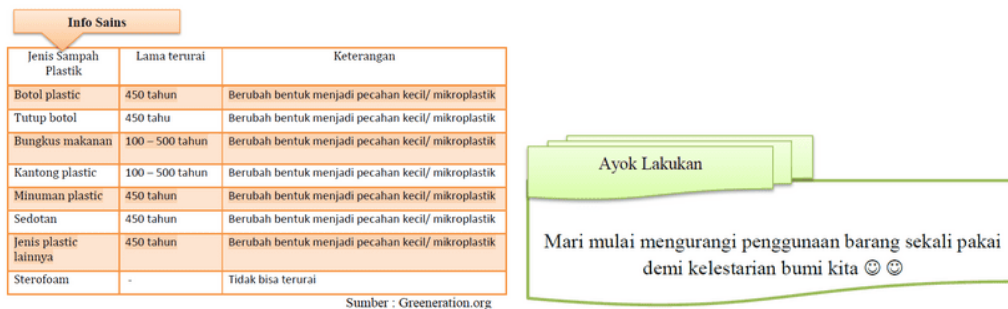 Info Sains
Jenis Sampah Plastik Lama terurai Keterangan
Botol plastic 450 tahun Berubah bentuk menjadi pecahan kecil/ mikroplastik
Tutup botol 450 tahu Berubah bentuk menjadi pecahan kecil/ mikroplastik
Bungkus makanan 100 – 500 tahun Berubah bentuk menjadi pecahan kecil/ mikroplastik
Kantong plastic 100 – 500 tahun Berubah bentuk menjadi pecahan kecil/ mikroplastik
Minuman plastic 450 tahun Berubah bentuk menjadi pecahan kecil/ mikroplastik
Sedotan 450 tahun Berubah bentuk menjadi pecahan kecil/ mikroplastik
Jenis plastic lainnya 450 tahun Berubah bentuk menjadi pecahan kecil/ mikroplastik
Sterofoam - Tidak bisa terurai
Sumber : Greeneration.org
Ayok Lakukan
Mari mulai mengurangi penggunaan barang sekali pakai
demi kelestarian bumi kita ☺ ☺